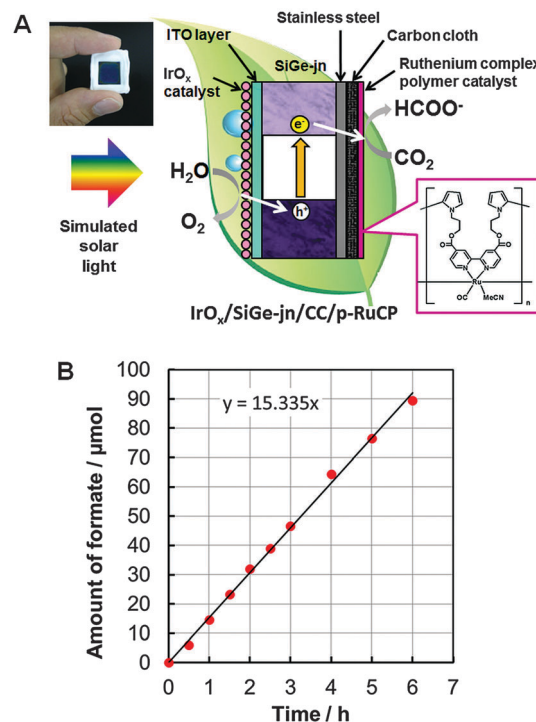 A
Stainless steel
ITO layer
Carbon cloth
SiGe-jn
IrOₓ
catalyst
Ruthenium complex
polymer catalyst
HCOO⁻
e⁻
CO₂
H₂O
h⁺
O₂
Simulated
solar
light
O
O
O
O
N
N
N
N
Ru
OC
MeCN
n
IrOₓ/SiGe-jn/CC/p-RuCP
B
y = 15.335x
Amount of formate / µmol
100
90
80
70
60
50
40
30
20
10
0
0 1 2 3 4 5 6 7
Time / h